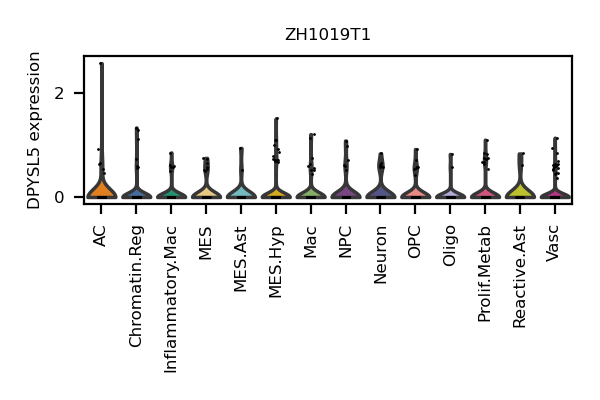 ZH1019T1
DPYSL5 expression
2
0
AC
Chromatin.Reg
Inflammatory.Mac
MES
MES.Ast
MES.Hyp
Mac
NPC
Neuron
OPC
Oligo
Prolif.Metab
Reactive.Ast
Vasc